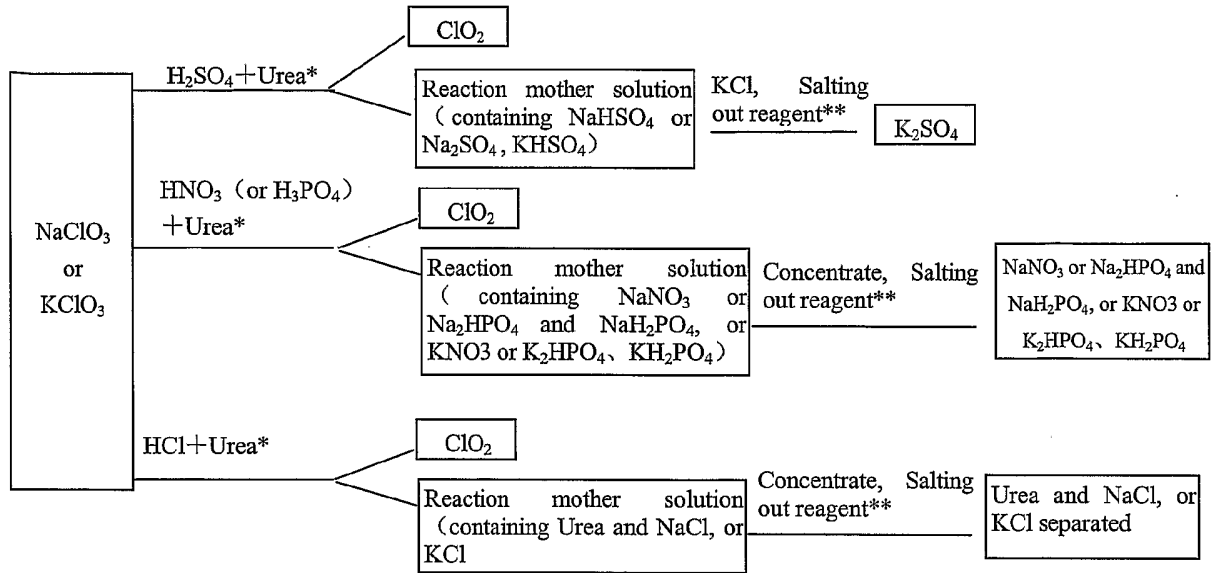 NaClO₃
or
KClO₃
H₂SO₄＋Urea*
ClO₂
Reaction mother solution
（ containing NaHSO₄ or
Na₂SO₄, KHSO₄）
KCl, Salting
out reagent**
K₂SO₄
HNO₃（or H₃PO₄）
＋Urea*
ClO₂
Reaction mother solution
（ containing NaNO₃ or
Na₂HPO₄ and NaH₂PO₄, or
KNO3 or K₂HPO₄、KH₂PO₄）
Concentrate, Salting
out reagent**
NaNO₃ or Na₂HPO₄ and
NaH₂PO₄, or KNO3 or
K₂HPO₄、KH₂PO₄
HCl＋Urea*
ClO₂
Reaction mother solution
（containing Urea and NaCl, or
KCl
Concentrate, Salting
out reagent**
Urea and NaCl, or
KCl separated